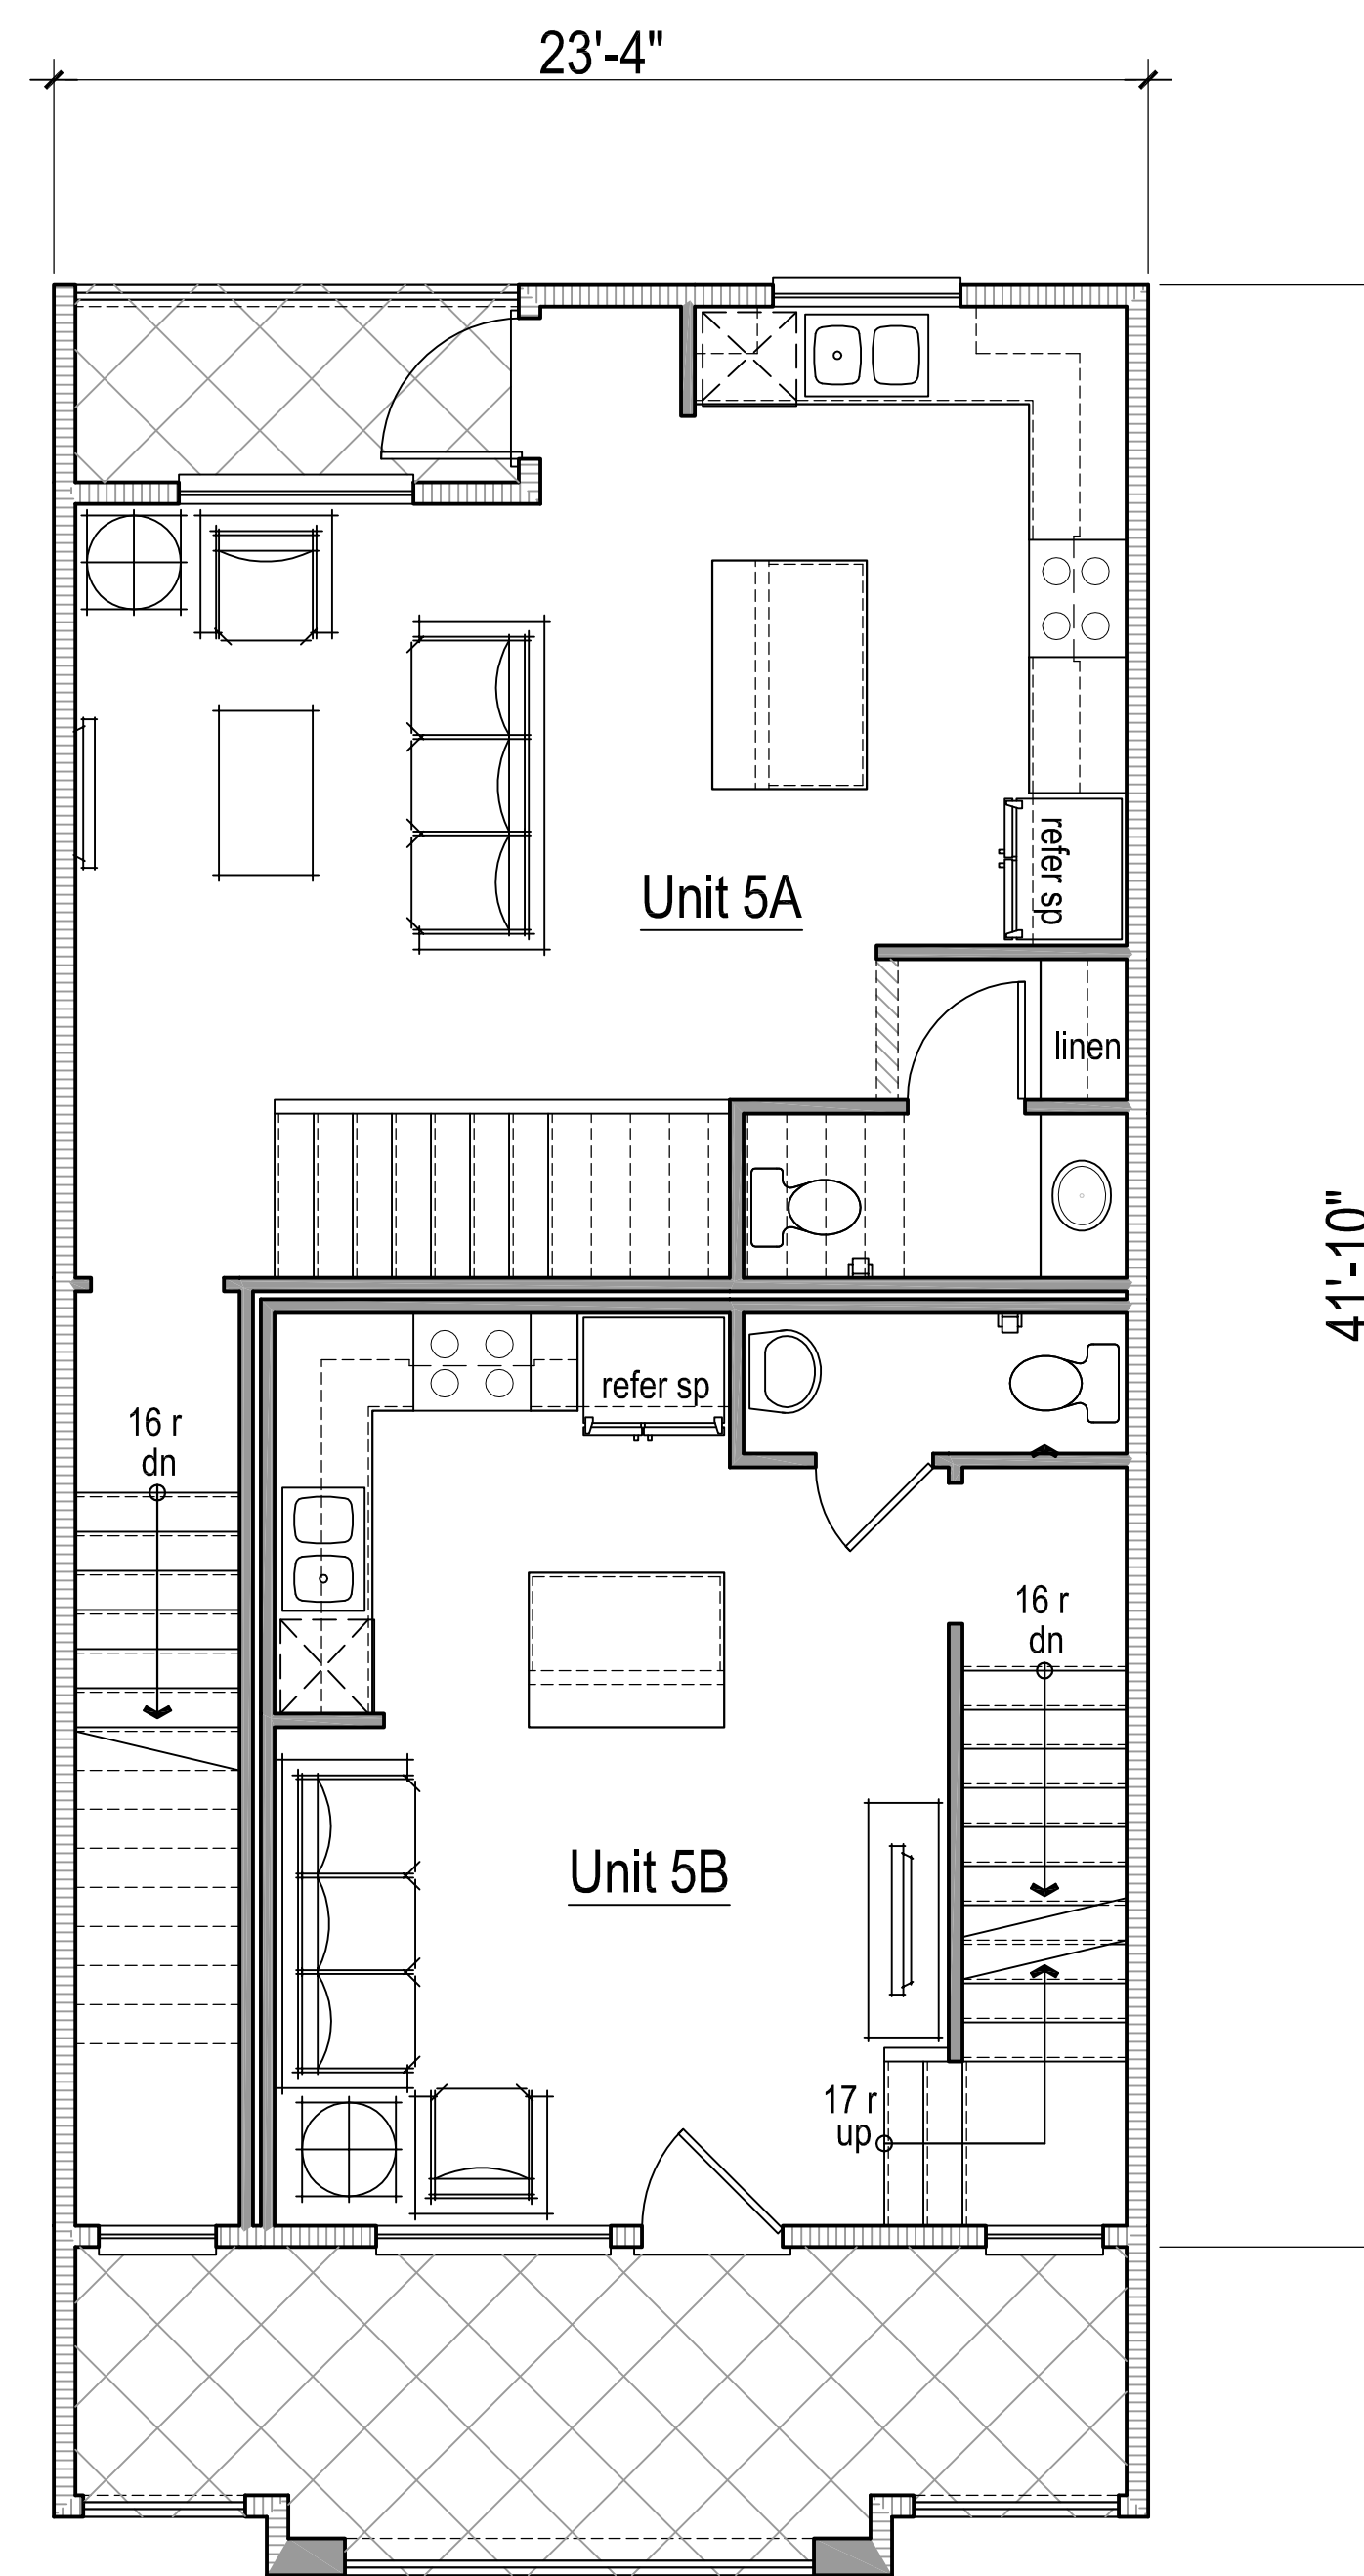 23'-4"
refer sp
Unit 5A
linen
41'-10"
refer sp
16 r
dn
16 r
dn
Unit 5B
17 r
up